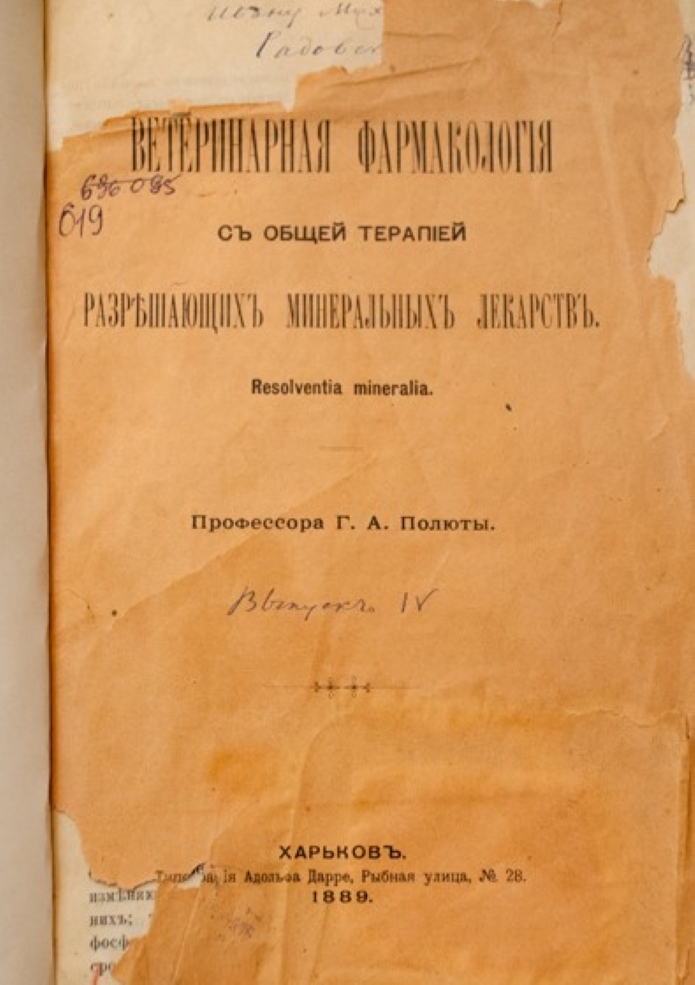 ВЕТЕРИНАРНАЯ ФАРМАКОЛОГІЯ
696085
619
СЪ ОБЩЕЙ ТЕРАПІЕЙ
РАЗРѢШАЮЩИХЪ МИНЕРАЛЬНЫХЪ ЛЕКАРСТВЪ.
Resolventia mineralia.
Профессора Г. А. Полюты.
Выпускъ IV
ХАРЬКОВЪ.
Адольфа Дарре, Рыбная улица, № 28.
1889.
нихъ;